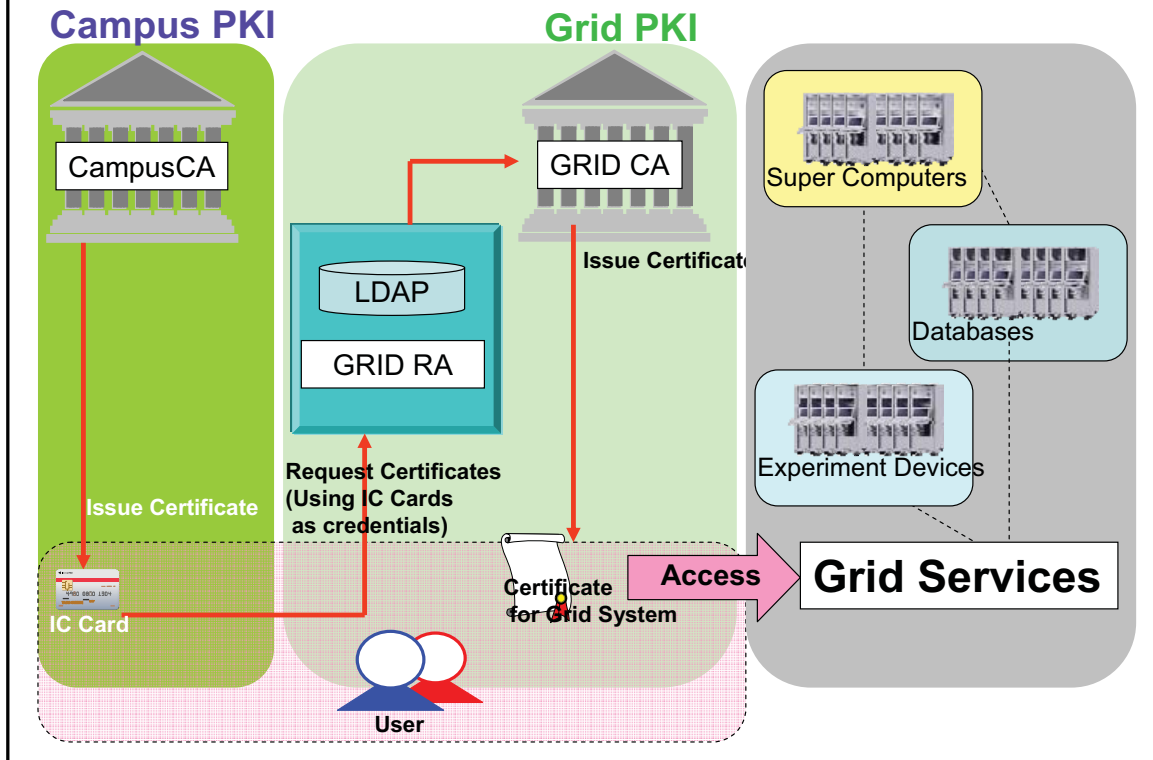 Campus PKI
Grid PKI
CampusCA
GRID CA
Super Computers
Issue Certificate
LDAP
Databases
GRID RA
Experiment Devices
Request Certificates
(Using IC Cards
as credentials)
Issue Certificate
Certificate
for Grid System
Access
Grid Services
IC Card
User